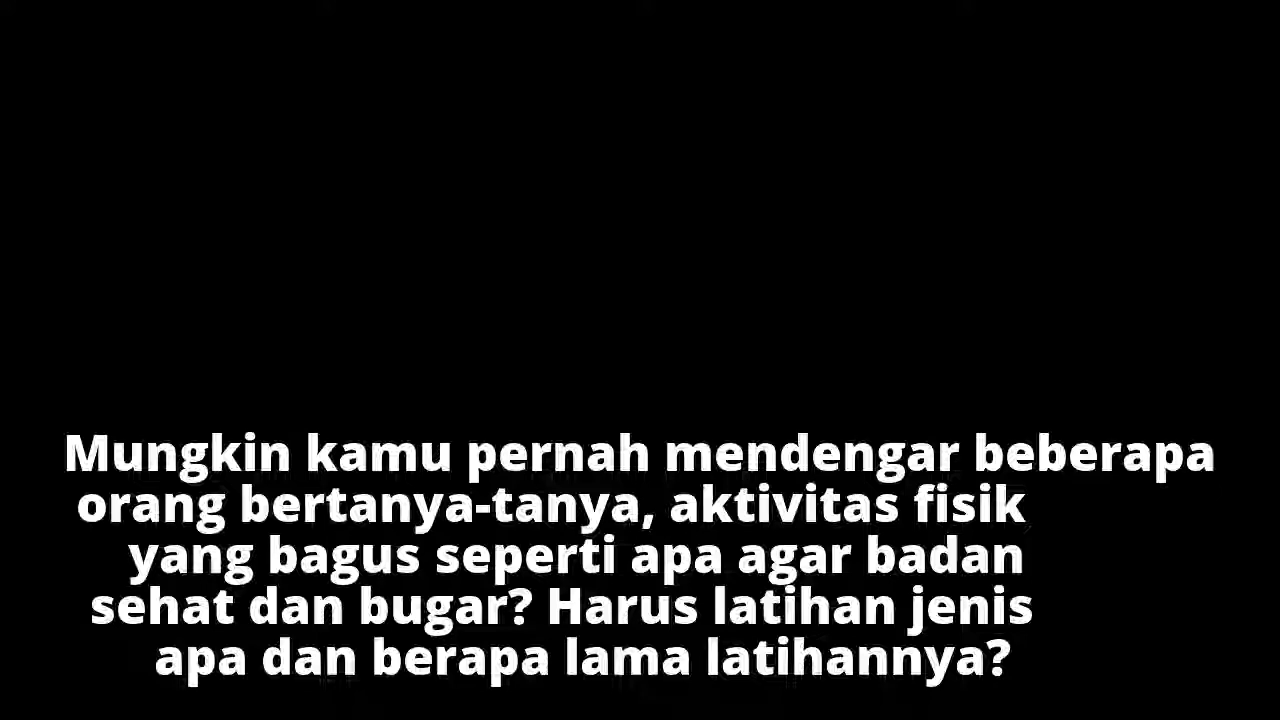 Mungkin kamu pernah mendengar beberapa
orang bertanya-tanya, aktivitas fisik
yang bagus seperti apa agar badan
sehat dan bugar? Harus latihan jenis
apa dan berapa lama latihannya?